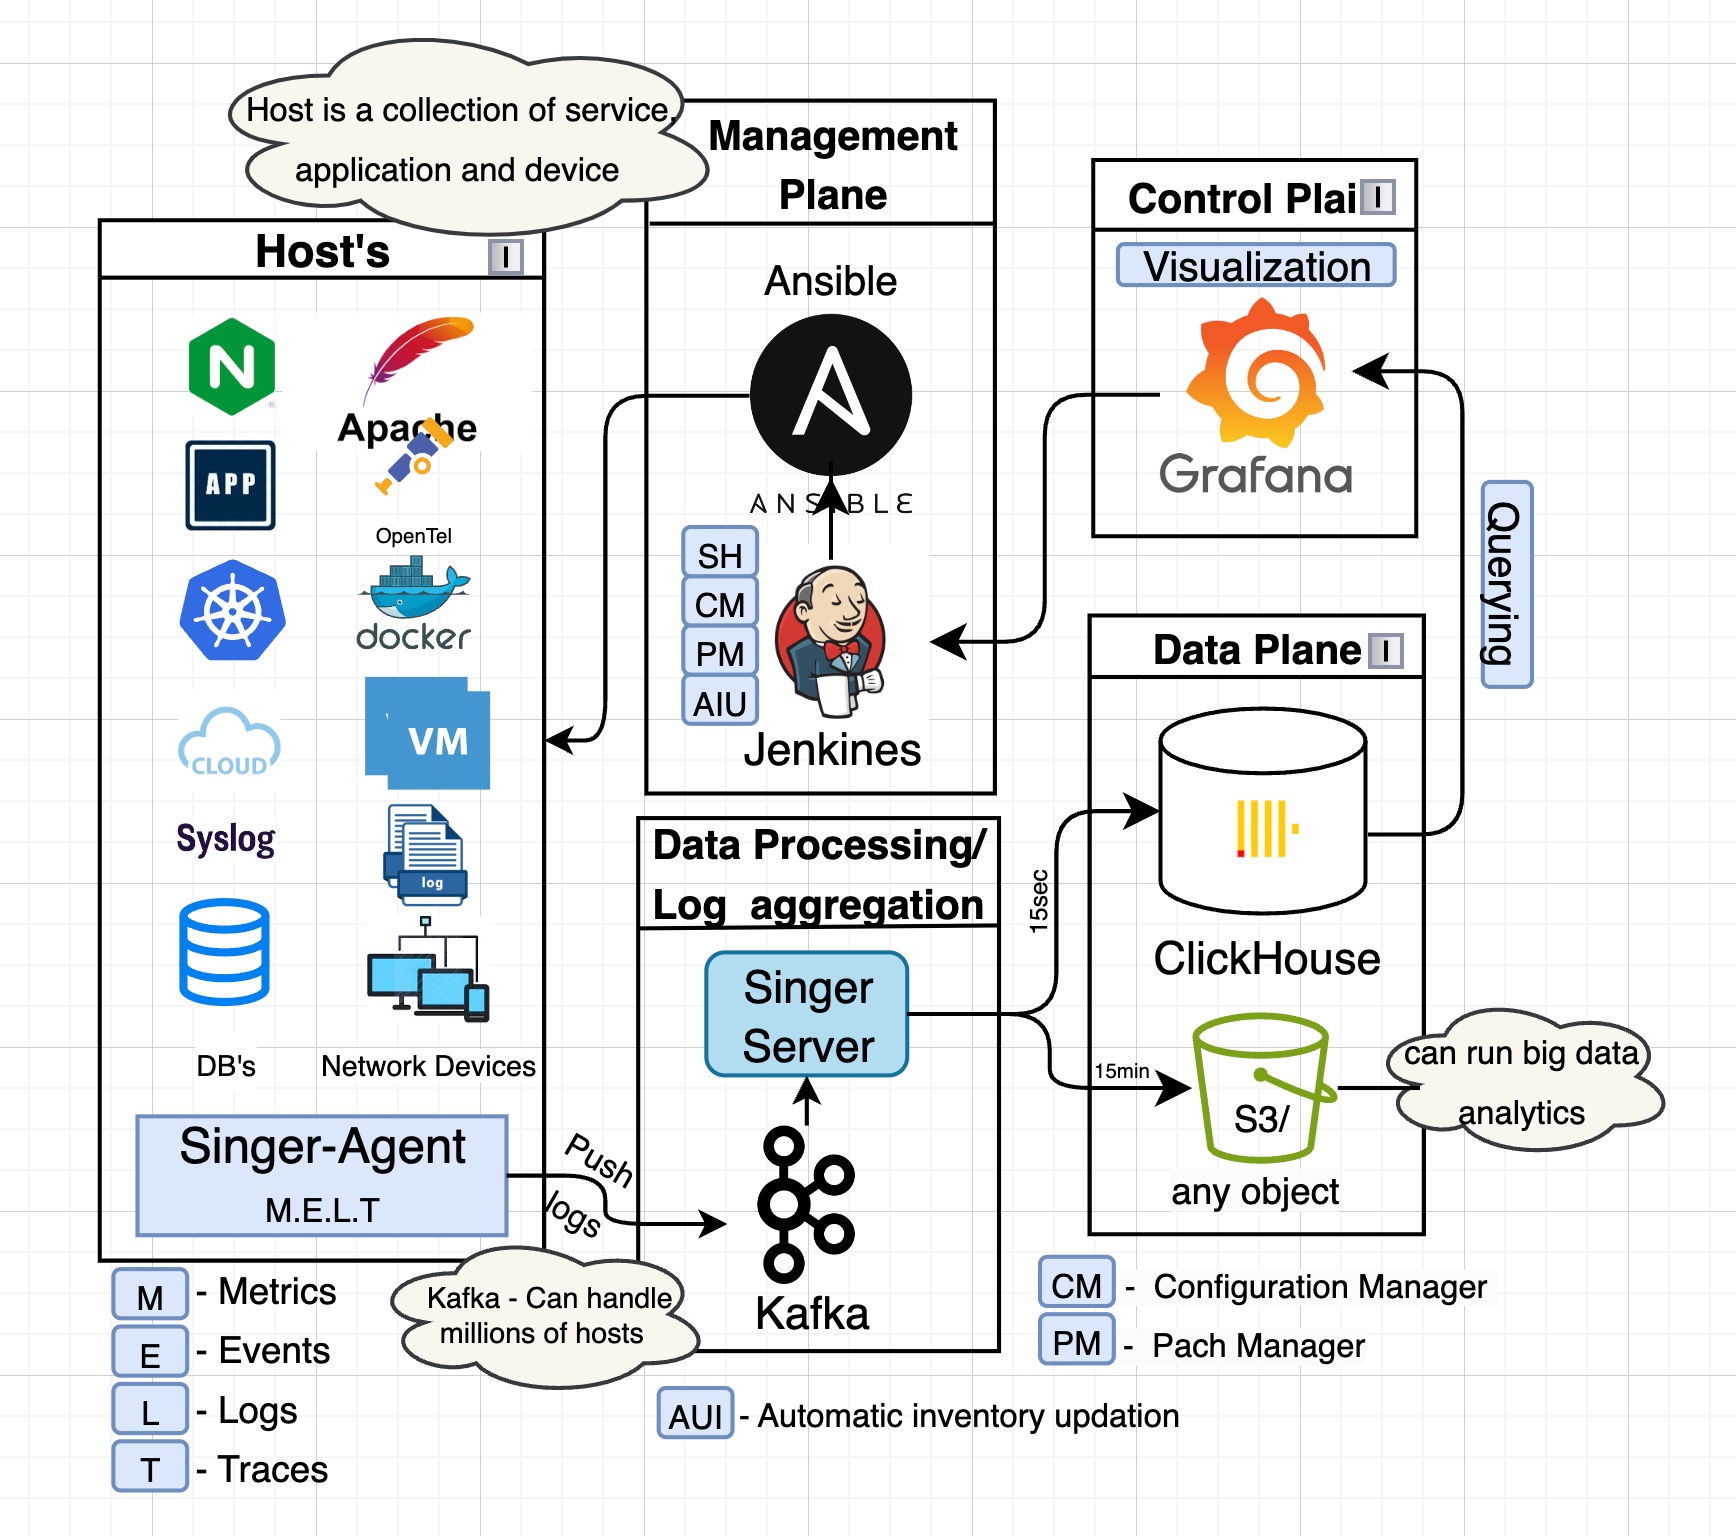 Host is a collection of service,
application and device
Host's
I
N
®
Apache
APP
OpenTel
docker
CLOUD
VM
Syslog
log
DB's
Network Devices
Singer-Agent
M.E.L.T
M - Metrics
E - Events
L - Logs
T - Traces
Push
logs
Kafka - Can handle
millions of hosts
Management
Plane
Ansible
ANSIBLE
SH
CM
PM
AIU
Jenkines
Data Processing/
Log aggregation
Singer
Server
Kafka
Control Plai
I
Visualization
Grafana
Querying
Data Plane
I
15sec
ClickHouse
15min
S3/
any object
can run big data
analytics
CM - Configuration Manager
PM - Pach Manager
AUI - Automatic inventory updation